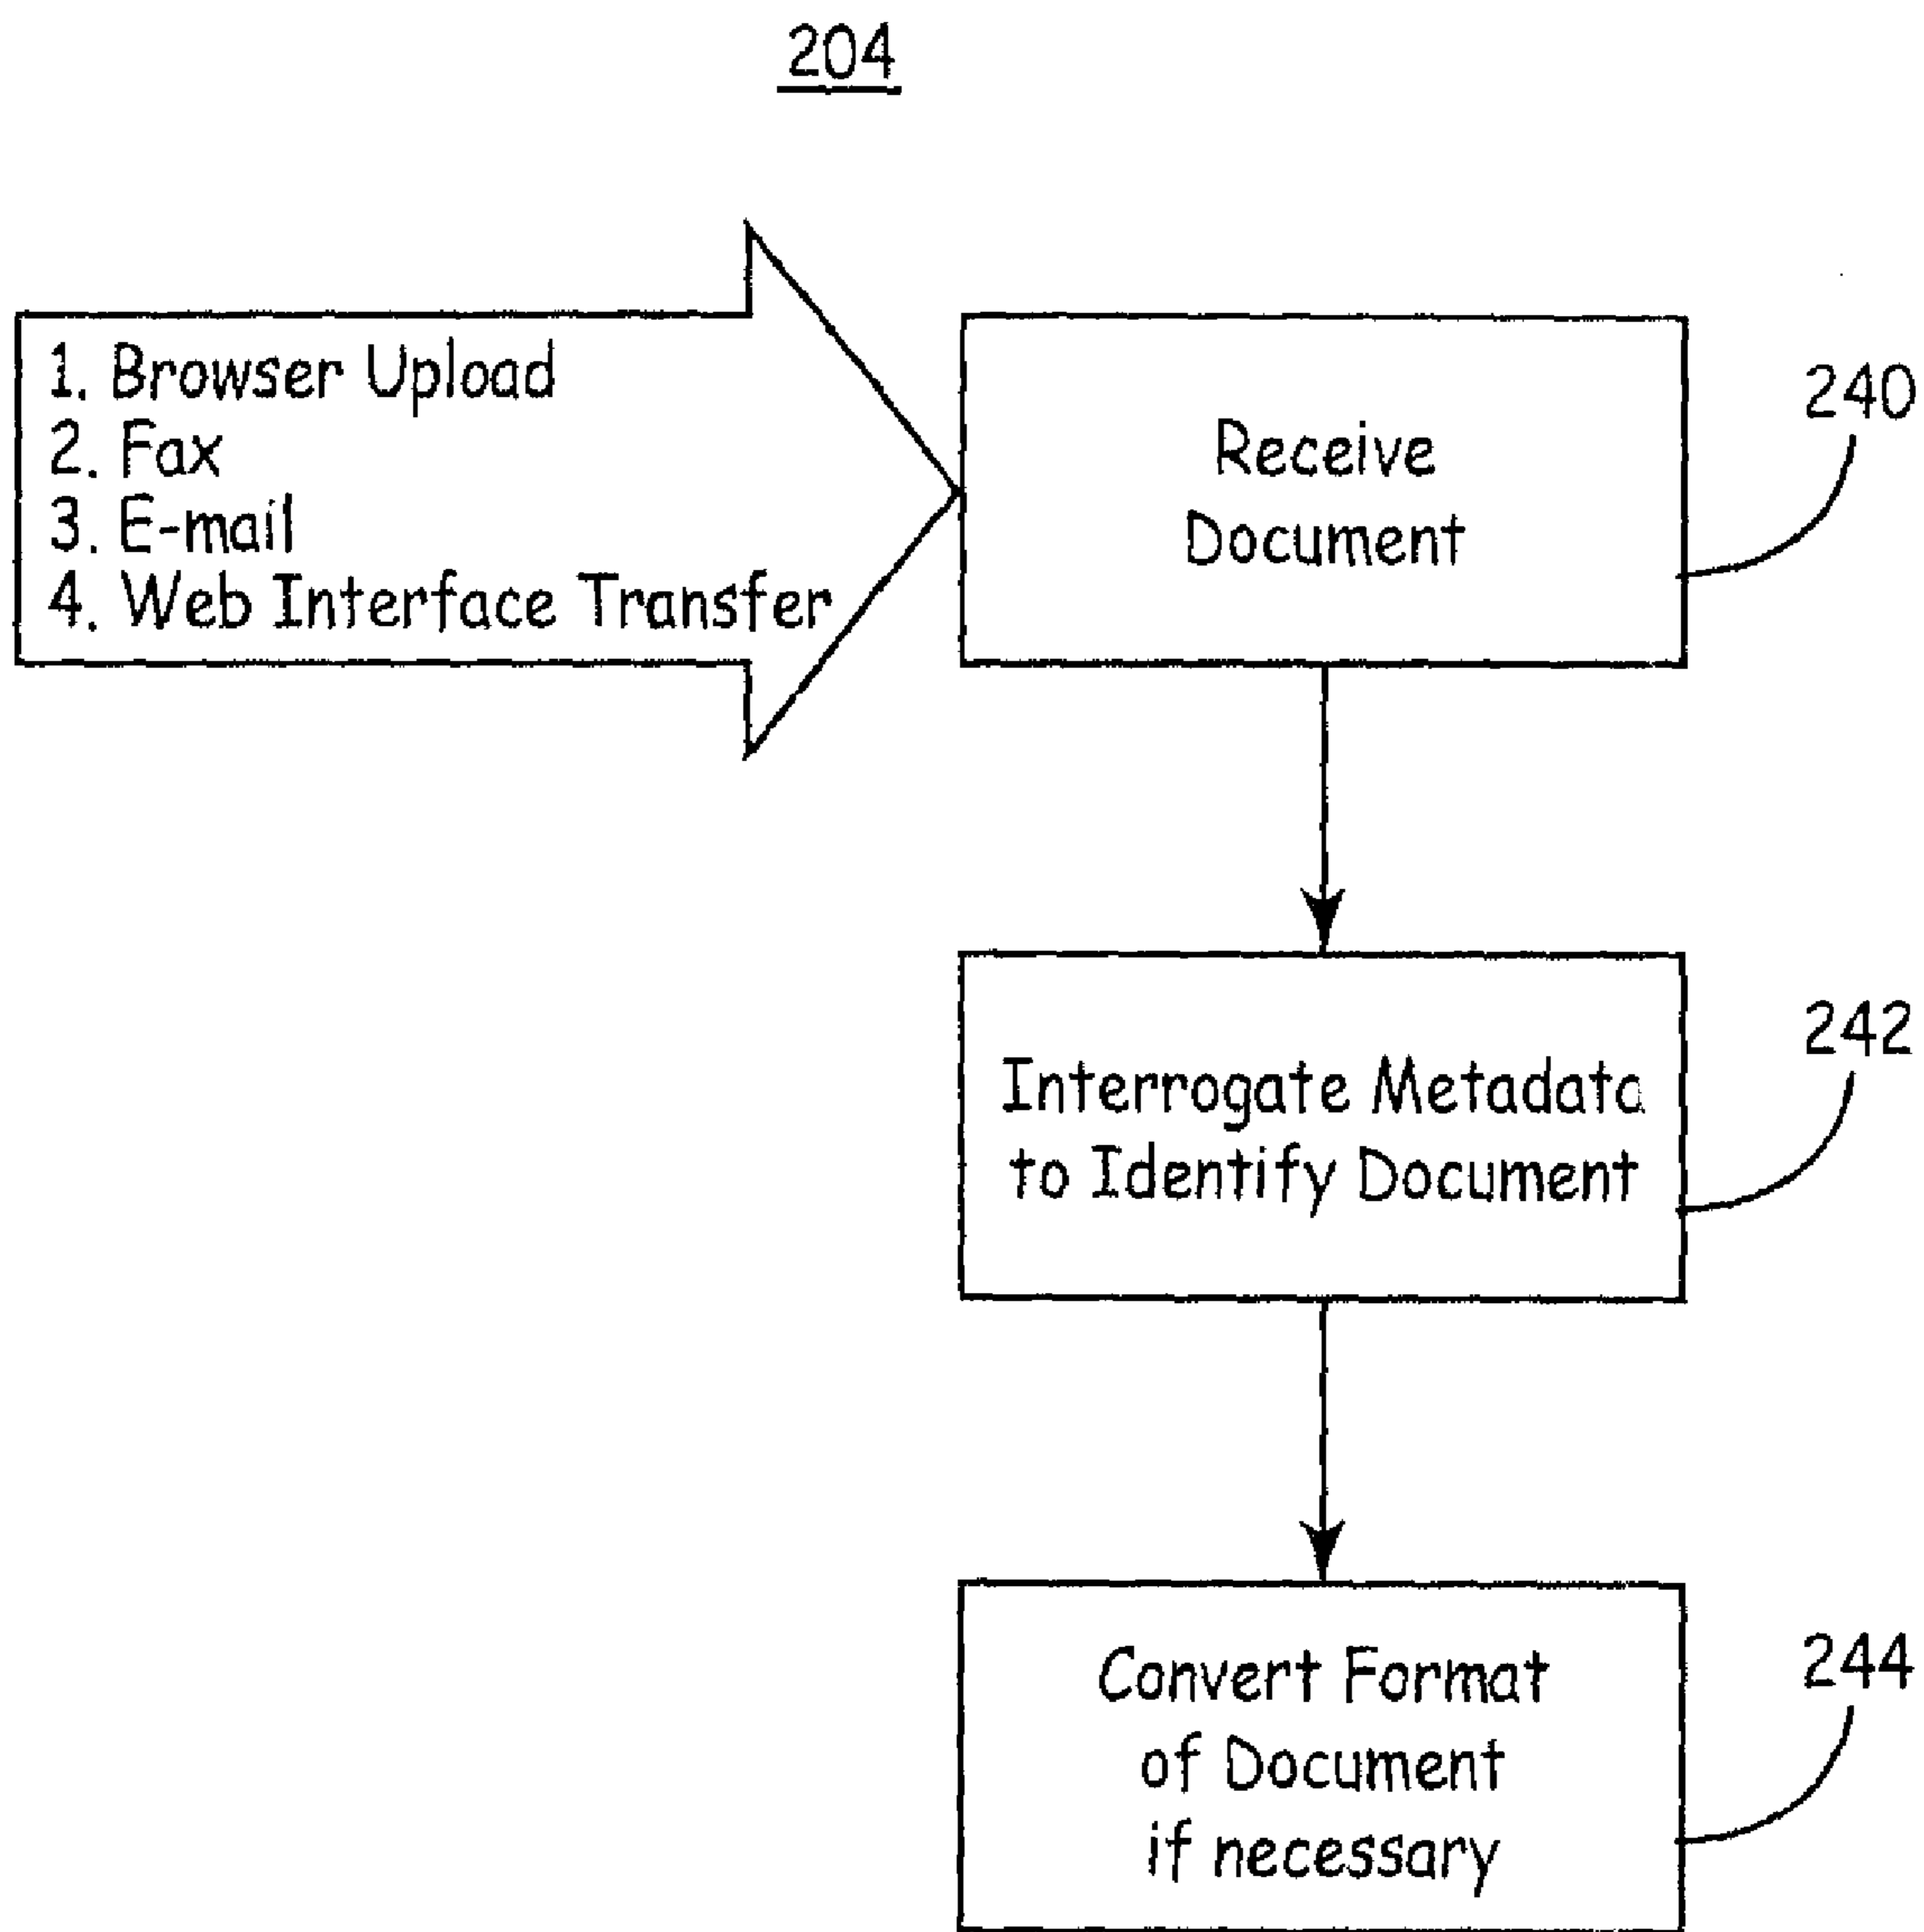 204
1. Browser Upload
2. Fax
3. E-mail
4. Web Interface Transfer
Receive
Document
240
Interrogate Metadata
to Identify Document
242
Convert Format
of Document
if necessary
244